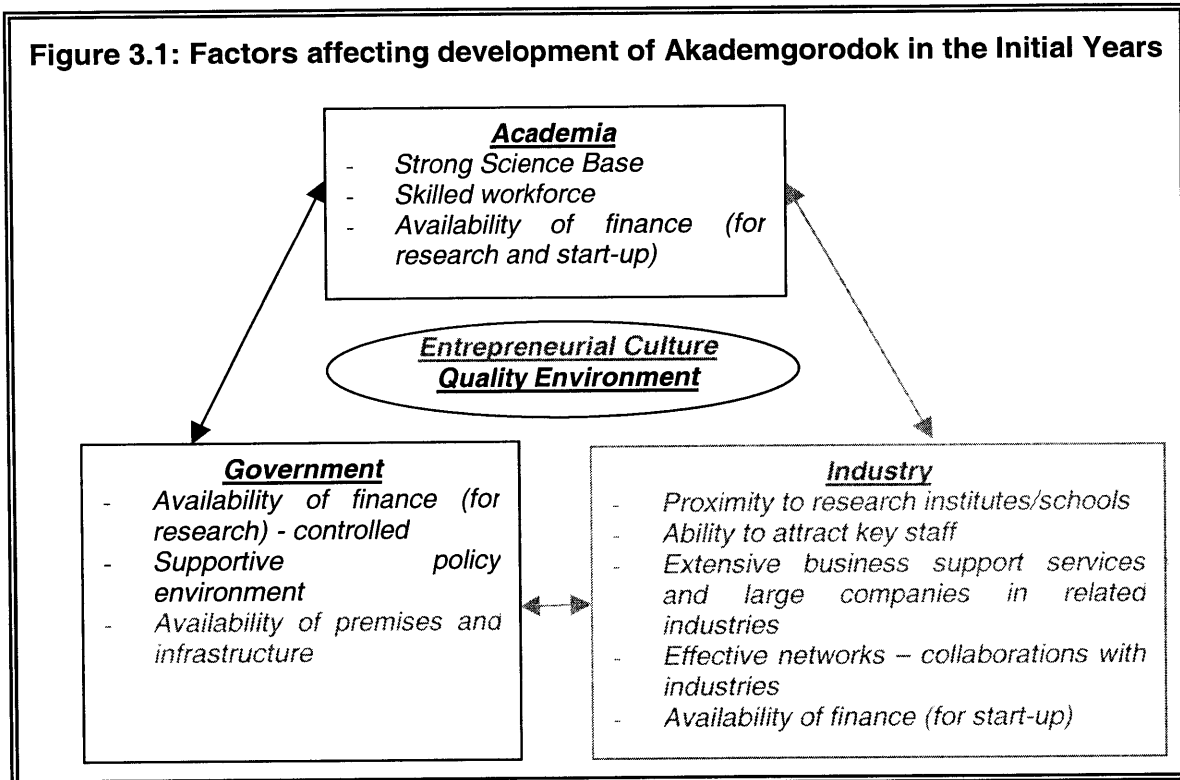 Figure 3.1: Factors affecting development of Akademgorodok in the Initial Years
Academia
- Strong Science Base
- Skilled workforce
- Availability of finance (for
research and start-up)
Entrepreneurial Culture
Quality Environment
Government
- Availability of finance (for
research) - controlled
- Supportive policy
environment
- Availability of premises and
infrastructure
Industry
- Proximity to research institutes/schools
- Ability to attract key staff
- Extensive business support services
and large companies in related
industries
- Effective networks – collaborations with
industries
- Availability of finance (for start-up)